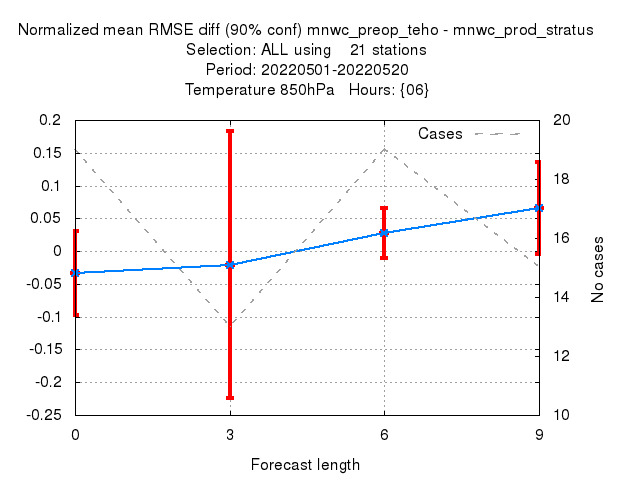 Normalized mean RMSE diff (90% conf) mnwc_preop_teho - mnwc_prod_stratus
Selection: ALL using    21 stations
Period: 20220501-20220520
Temperature 850hPa   Hours: {06}
Cases
0.2
0.15
0.1
0.05
0
-0.05
-0.1
-0.15
-0.2
-0.25
20
18
16
14
12
10
No cases
0 3 6 9
Forecast length